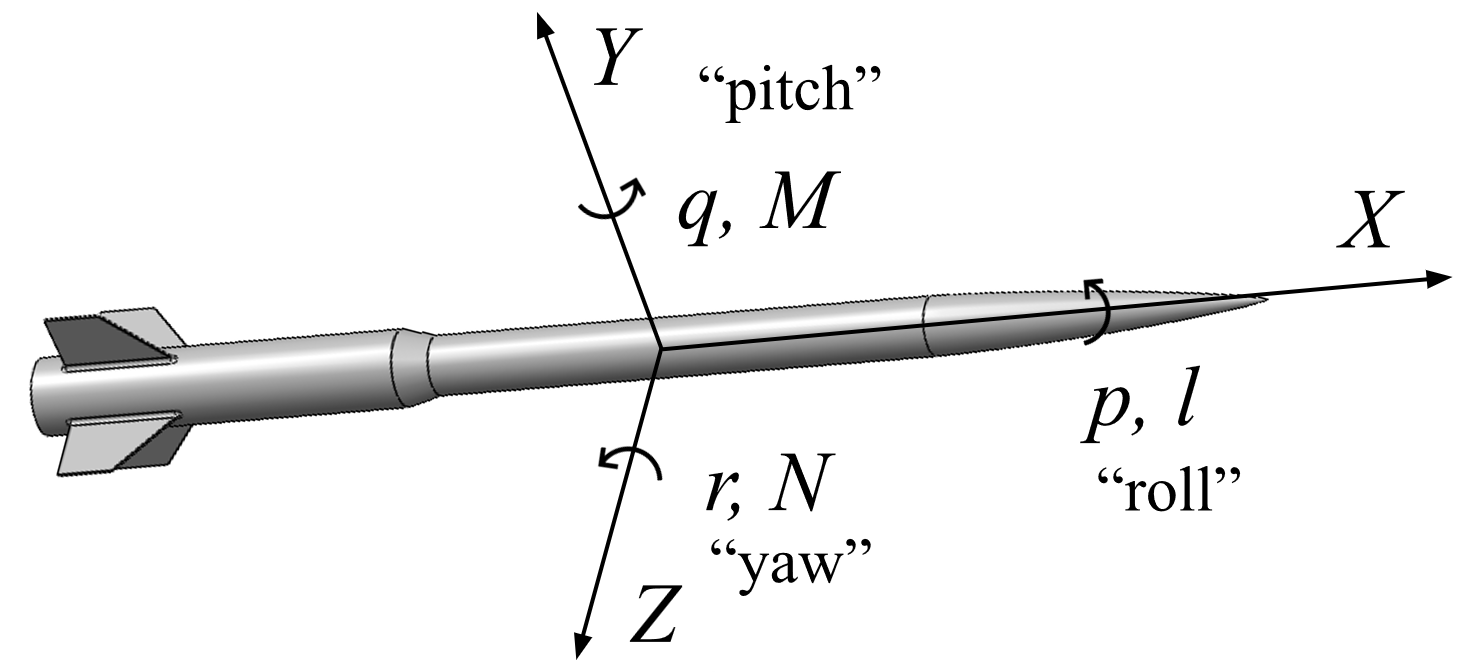 Y
“pitch”
q, M
X
p, l
“roll”
r, N
“yaw”
Z